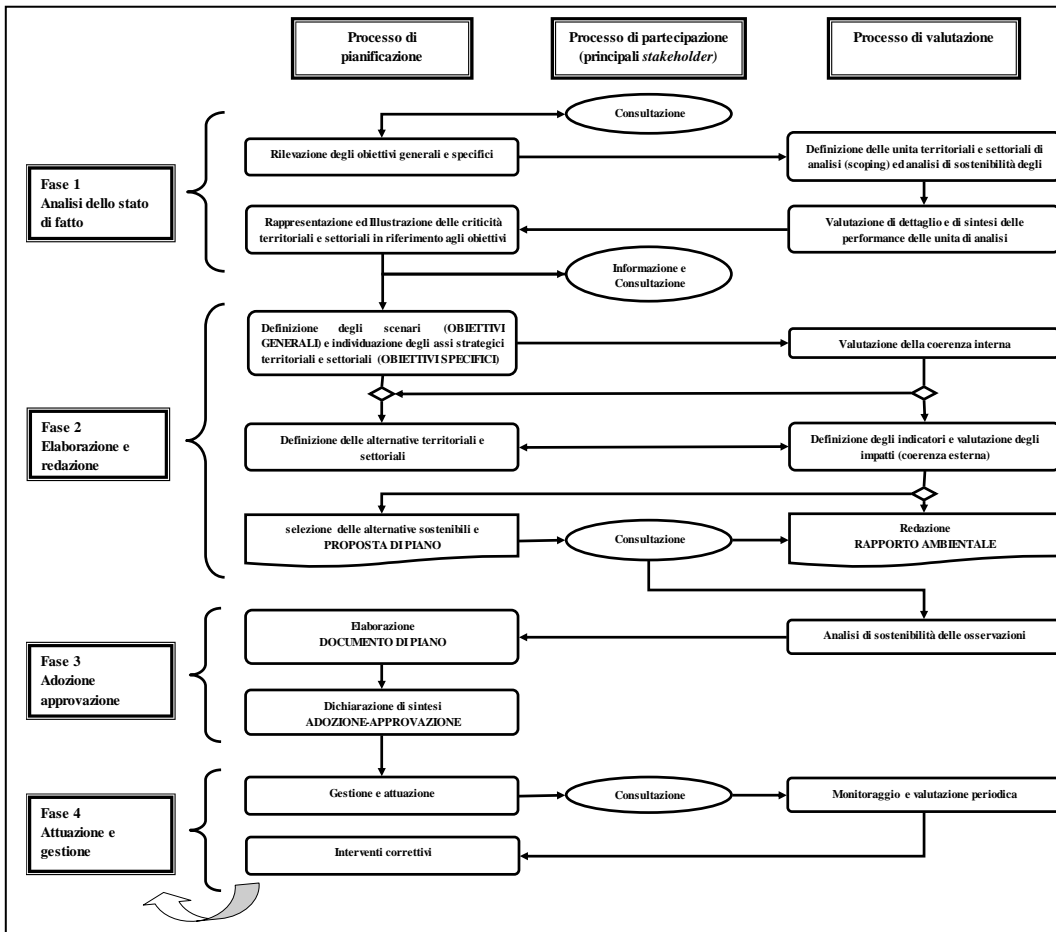 Processo di
pianificazione
Processo di partecipazione
(principali stakeholder)
Processo di valutazione
Fase 1
Analisi dello stato
di fatto
Consultazione
Rilevazione degli obiettivi generali e specifici
Definizione delle unita territoriali e settoriali di
analisi (scoping) ed analisi di sostenibilità degli
Rappresentazione ed Illustrazione delle criticità
territoriali e settoriali in riferimento agli obiettivi
Valutazione di dettaglio e di sintesi delle
performance delle unita di analisi
Informazione e
Consultazione
Fase 2
Elaborazione e
redazione
Definizione degli scenari (OBIETTIVI
GENERALI) e individuazione degli assi strategici
territoriali e settoriali (OBIETTIVI SPECIFICI)
Valutazione della coerenza interna
Definizione delle alternative territoriali e
settoriali
Definizione degli indicatori e valutazione degli
impatti (coerenza esterna)
selezione delle alternative sostenibili e
PROPOSTA DI PIANO
Consultazione
Redazione
RAPPORTO AMBIENTALE
Fase 3
Adozione
approvazione
Elaborazione
DOCUMENTO DI PIANO
Analisi di sostenibilità delle osservazioni
Dichiarazione di sintesi
ADOZIONE-APPROVAZIONE
Fase 4
Attuazione e
gestione
Gestione e attuazione
Consultazione
Monitoraggio e valutazione periodica
Interventi correttivi